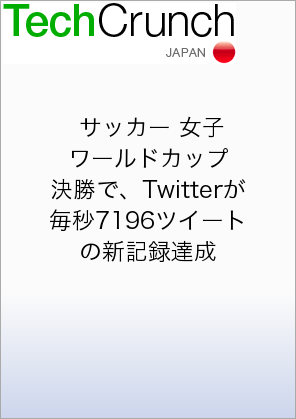 TechCrunch
JAPAN
サッカー 女子
ワールドカップ
決勝で、Twitterが
毎秒7196ツイート
の新記録達成